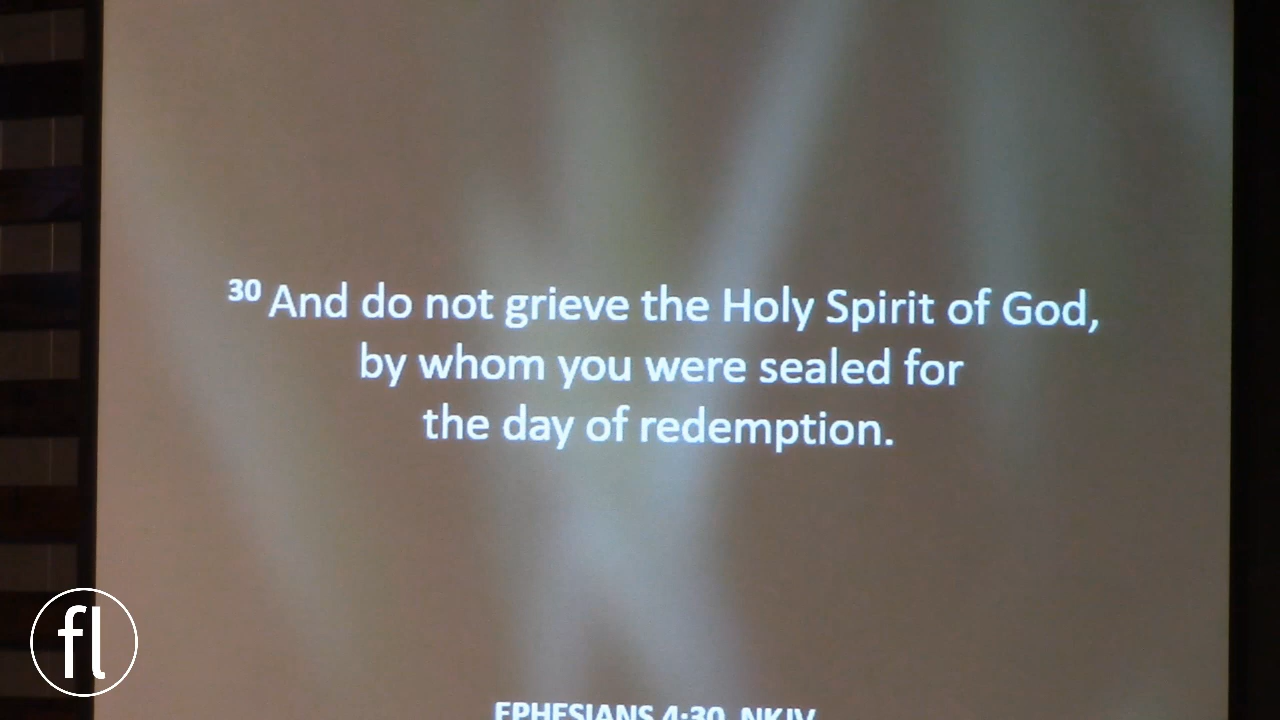 30 And do not grieve the Holy Spirit of God,
by whom you were sealed for
the day of redemption.
EPHESIANS 4:30, NKJV
fl